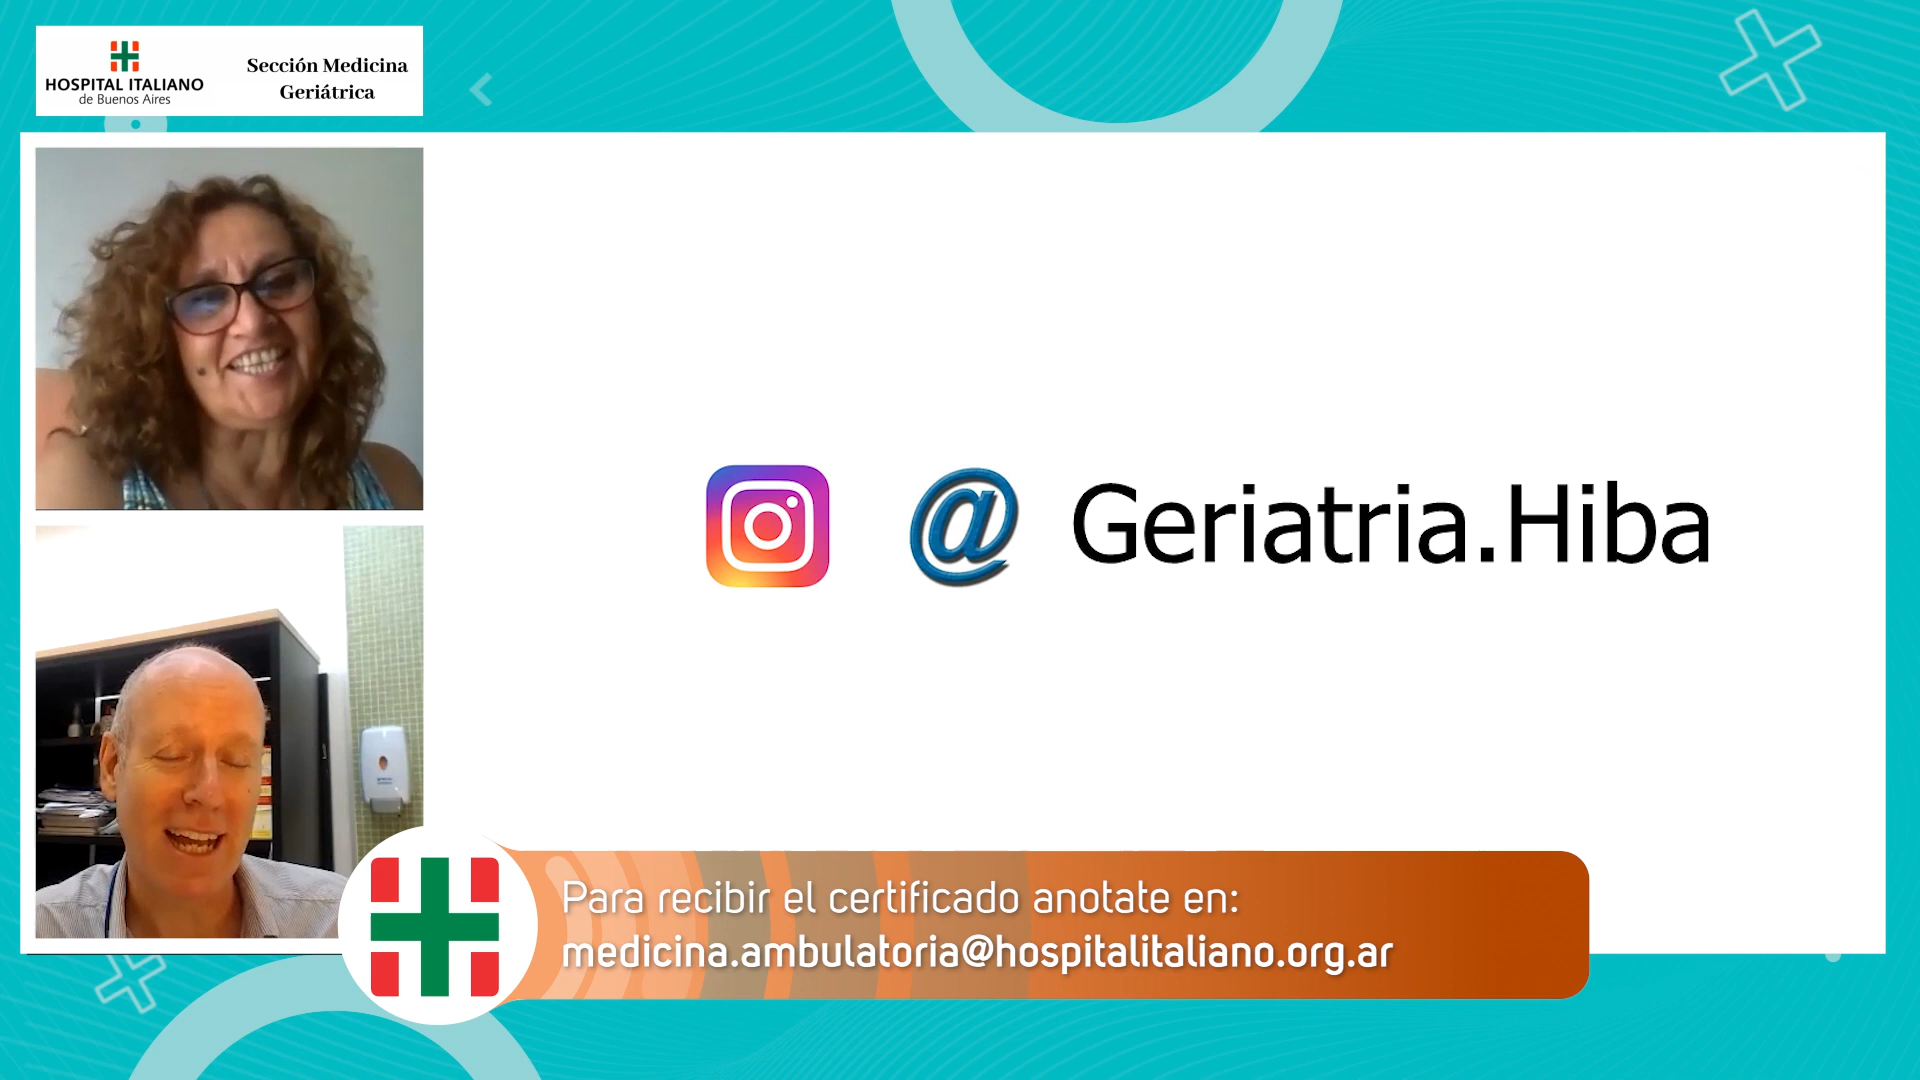 HOSPITAL ITALIANO
de Buenos Aires
Sección Medicina
Geriátrica
@ Geriatria.Hiba
Para recibir el certificado anotate en:
medicina.ambulatoria@hospitalitaliano.org.ar